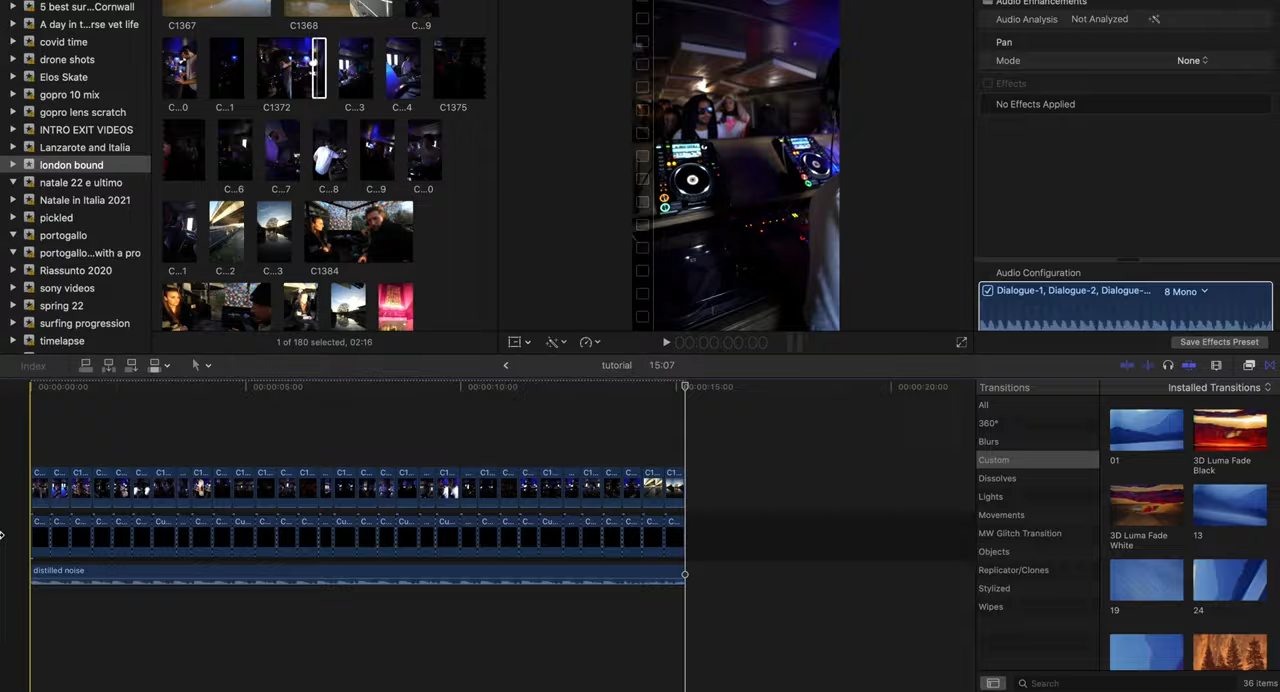 5 best sur...Cornwall
A day in t...rse vet life
covid time
drone shots
Elos Skate
gopro 10 mix
gopro lens scratch
INTRO EXIT VIDEOS
Lanzarote and Italia
london bound
natale 22 e ultimo
Natale in Italia 2021
pickled
portogallo
portogallo...with a pro
Riassunto 2020
sony videos
spring 22
surfing progression
timelapse
C1367 C1368 C...9
C...0 C...1 C1372 C...3 C...4 C1375
C...6 C...7 C...8 C...9 C...0
C...1 C...2 C...3 C1384
1 of 180 selected, 02:16
00:00:00:00
Audio Enhancements
Audio Analysis Not Analyzed
Pan
Mode None
Effects
No Effects Applied
Audio Configuration
Dialogue-1, Dialogue-2, Dialogue-... 8 Mono
Save Effects Preset
Index
tutorial 15:07
00:00:00:00 00:00:05:00 00:00:10:00 00:00:15:00 00:00:20:00
distilled noise
Transitions Installed Transitions
All
360°
Blurs
Custom
Dissolves
Lights
Movements
MW Glitch Transition
Objects
Replicator/Clones
Stylized
Wipes
01
3D Luma Fade
Black
3D Luma Fade
White
13
19
24
Search
36 items